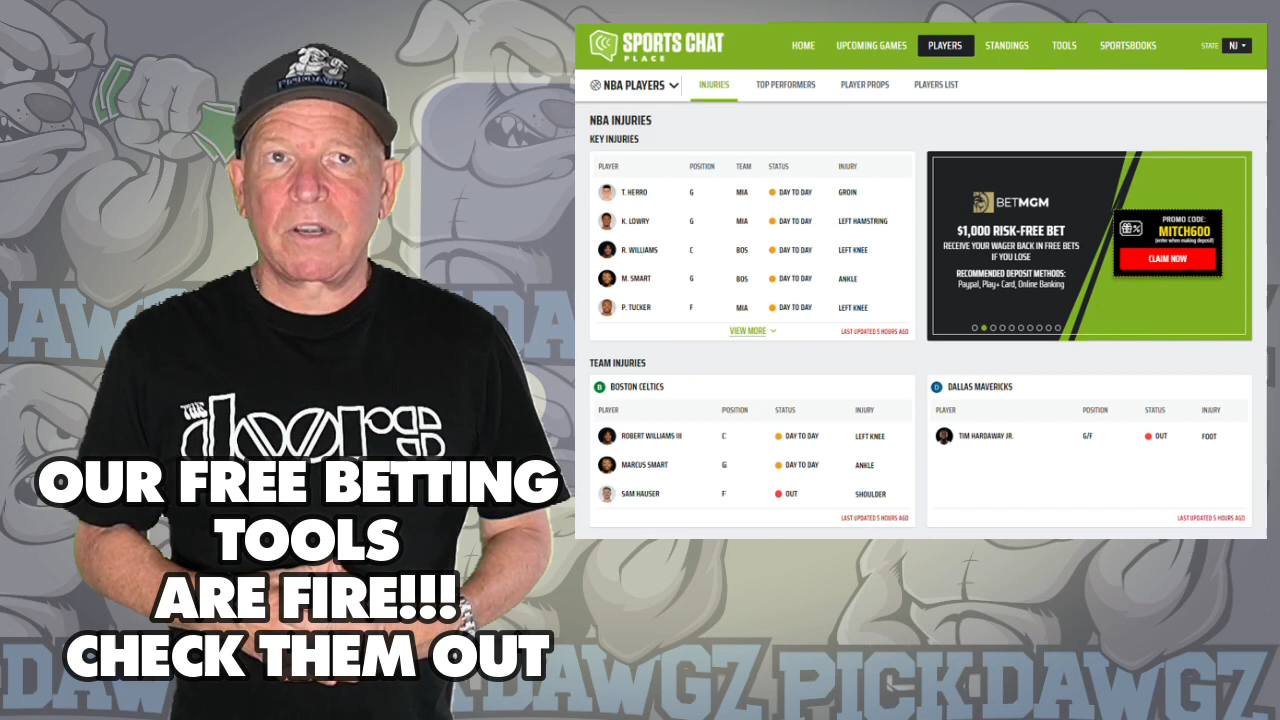 PICKDAWGZ
THE
doors
OUR FREE BETTING
TOOLS
ARE FIRE!!!
CHECK THEM OUT
SPORTS CHAT
PLACE
HOME UPCOMING GAMES PLAYERS STANDINGS TOOLS SPORTSBOOKS STATE NJ
NBA PLAYERS INJURIES TOP PERFORMERS PLAYER PROPS PLAYERS LIST
NBA INJURIES
KEY INJURIES
PLAYER POSITION TEAM STATUS INJURY
T. HERRO G MIA DAY TO DAY GROIN
K. LOWRY G MIA DAY TO DAY LEFT HAMSTRING
R. WILLIAMS C BOS DAY TO DAY LEFT KNEE
M. SMART G BOS DAY TO DAY ANKLE
P. TUCKER F MIA DAY TO DAY LEFT KNEE
VIEW MORE LAST UPDATED 5 HOURS AGO
BETMGM
$1,000 RISK-FREE BET
RECEIVE YOUR WAGER BACK IN FREE BETS
IF YOU LOSE
RECOMMENDED DEPOSIT METHODS:
Paypal, Play+ Card, Online Banking
PROMO CODE:
MITCH600
(enter when making deposit)
CLAIM NOW
TEAM INJURIES
B BOSTON CELTICS
PLAYER POSITION STATUS INJURY
ROBERT WILLIAMS III C DAY TO DAY LEFT KNEE
MARCUS SMART G DAY TO DAY ANKLE
SAM HAUSER F OUT SHOULDER
LAST UPDATED 5 HOURS AGO
D DALLAS MAVERICKS
PLAYER POSITION STATUS INJURY
TIM HARDAWAY JR. G/F OUT FOOT
LAST UPDATED 5 HOURS AGO
DAW
DAWGZ
PICKDAWGZ